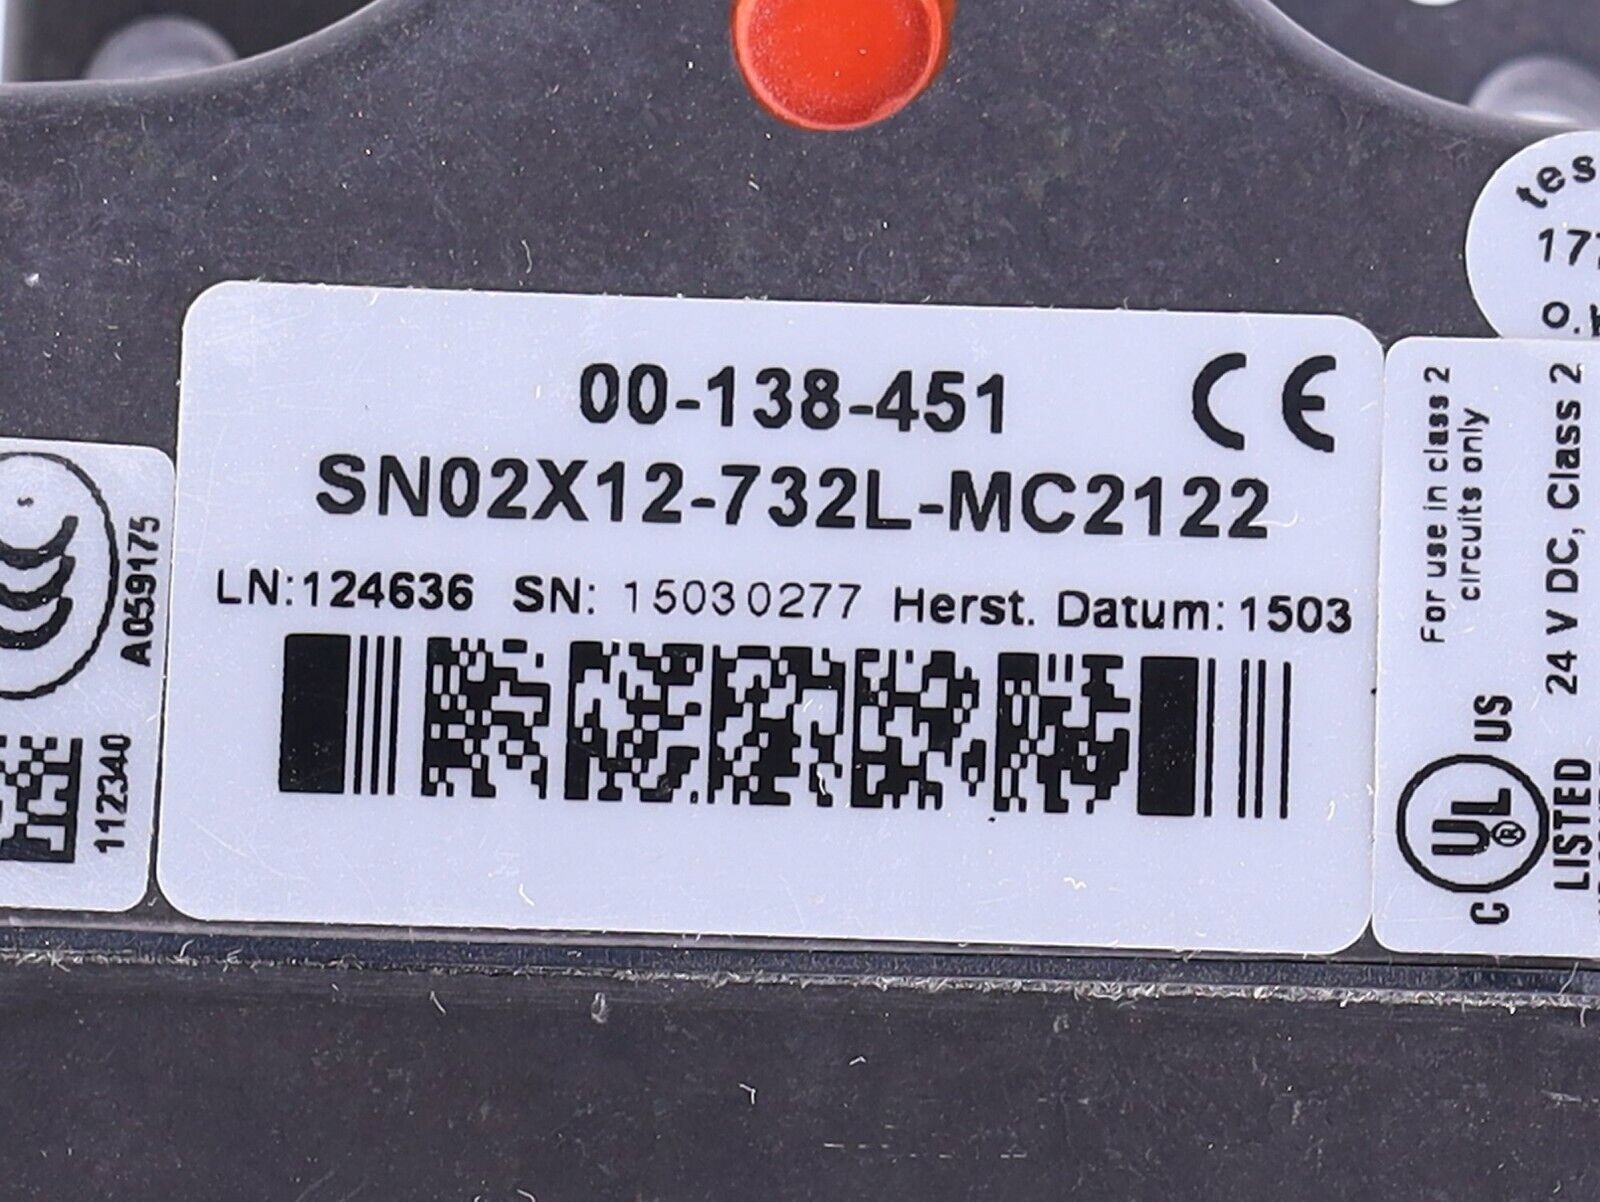 00-138-451
CE
SN02X12-732L-MC2122
LN:124636 SN: 15030277 Herst. Datum: 1503
S
A059175
112340
For use in class 2
circuits only
24 V DC, Class 2
C UL® US
LISTED